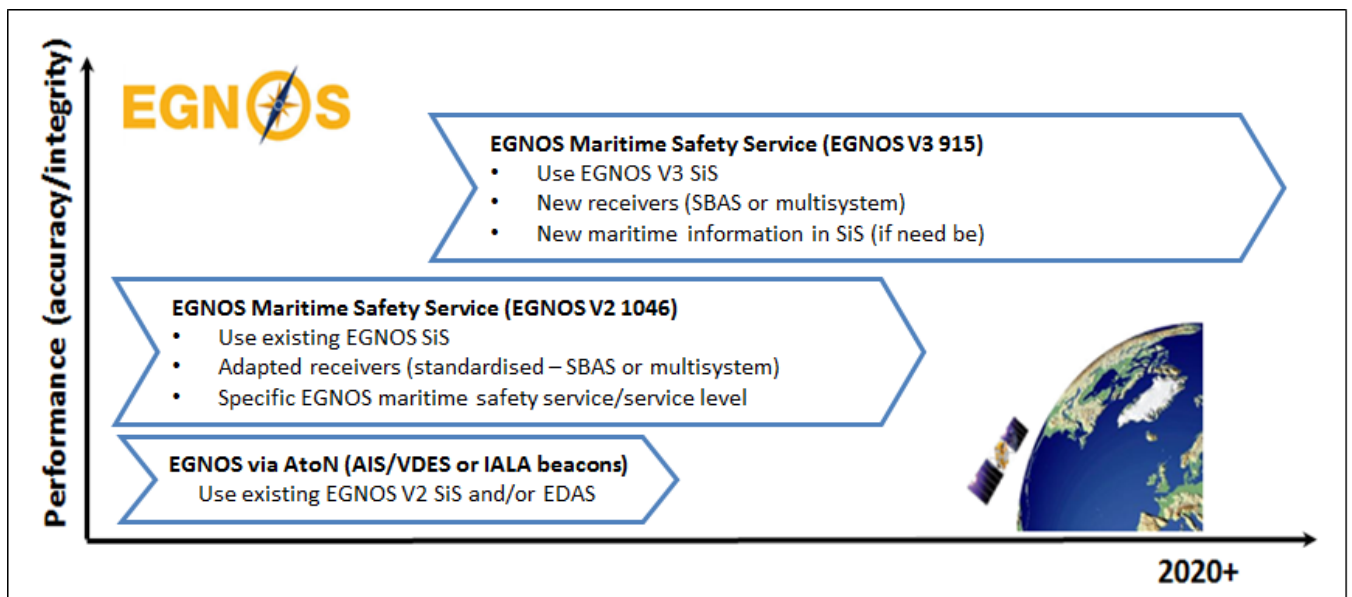 Performance (accuracy/integrity)
EGNOS
EGNOS Maritime Safety Service (EGNOS V3 915)
• Use EGNOS V3 SiS
• New receivers (SBAS or multisystem)
• New maritime information in SiS (if need be)
EGNOS Maritime Safety Service (EGNOS V2 1046)
• Use existing EGNOS SiS
• Adapted receivers (standardised – SBAS or multisystem)
• Specific EGNOS maritime safety service/service level
EGNOS via AtoN (AIS/VDES or IALA beacons)
Use existing EGNOS V2 SiS and/or EDAS
2020+